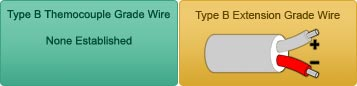 Type B Themocouple Grade Wire
None Established
Type B Extension Grade Wire
+
−